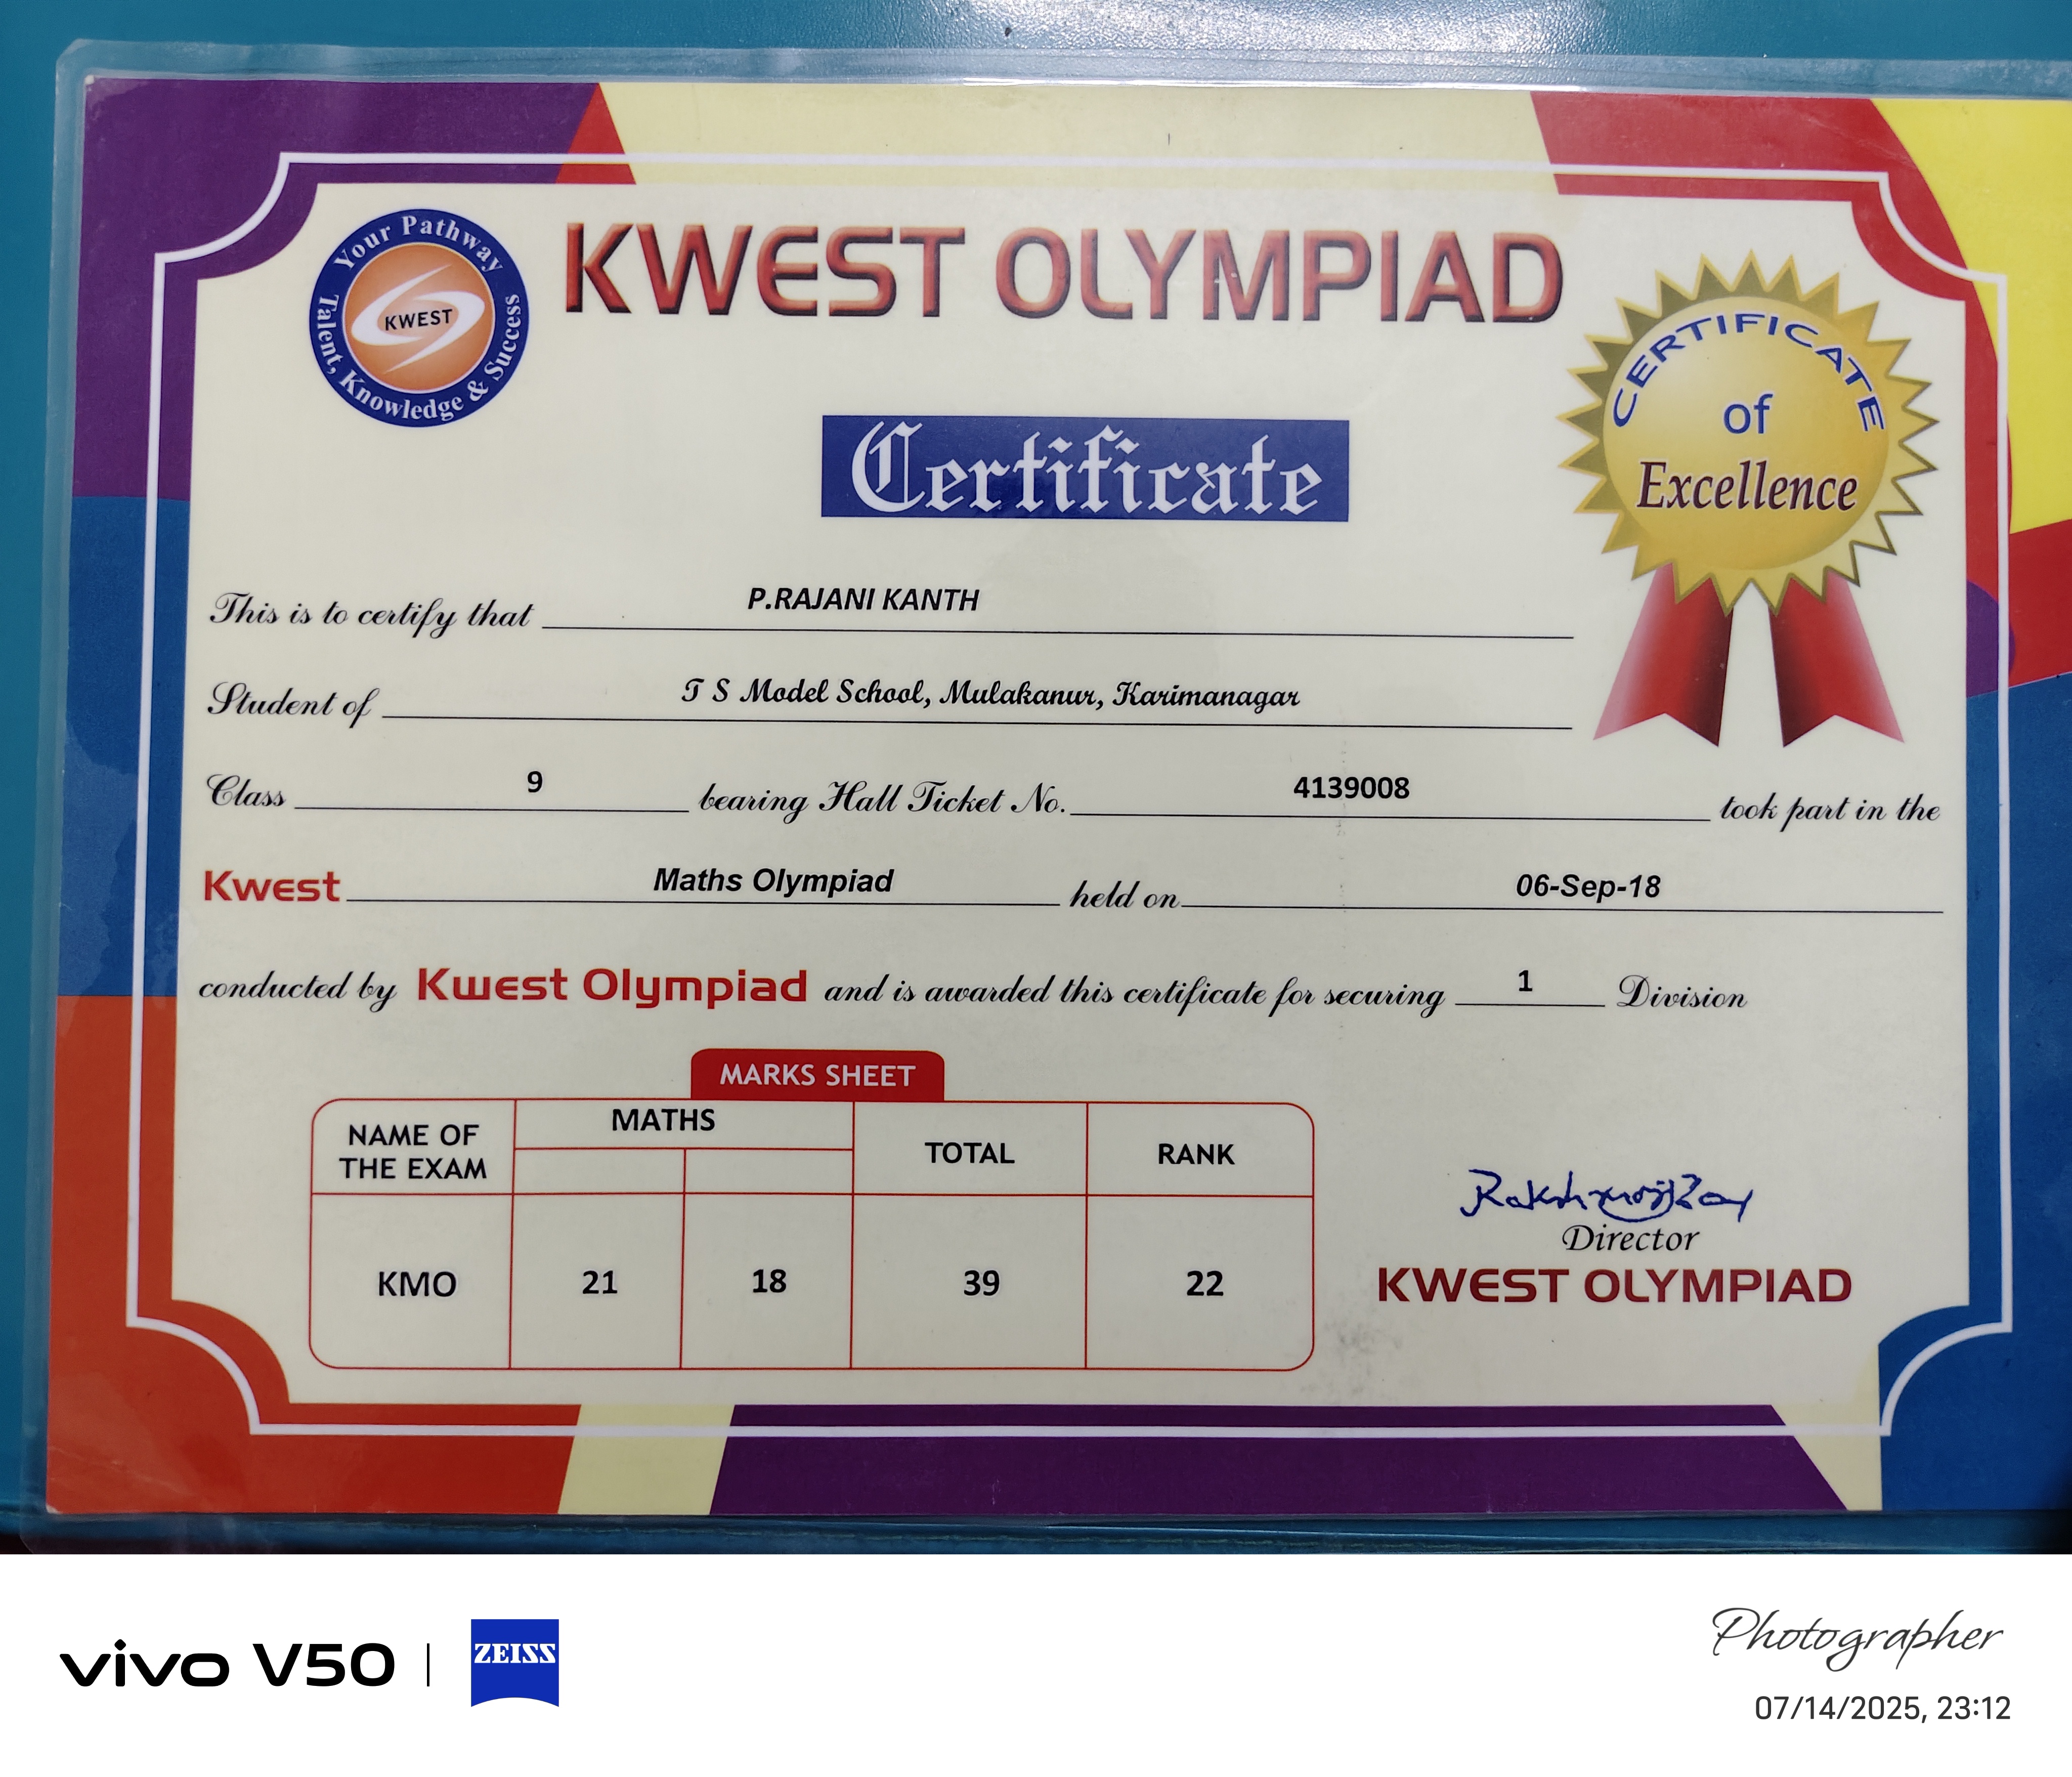 Your Pathway
Talent, Knowledge & Success
KWEST
KWEST OLYMPIAD
CERTIFICATE
of
Excellence
Certificate
This is to certify that P.RAJANI KANTH
Student of T S Model School, Mulakanur, Karimanagar
Class 9 bearing Hall Ticket No. 4139008 took part in the
Kwest Maths Olympiad held on 06-Sep-18
conducted by Kwest Olympiad and is awarded this certificate for securing 1 Division
MARKS SHEET
NAME OF THE EXAM MATHS TOTAL RANK
KMO 21 18 39 22
Director
KWEST OLYMPIAD
vivo V50 | ZEISS
Photographer
07/14/2025, 23:12